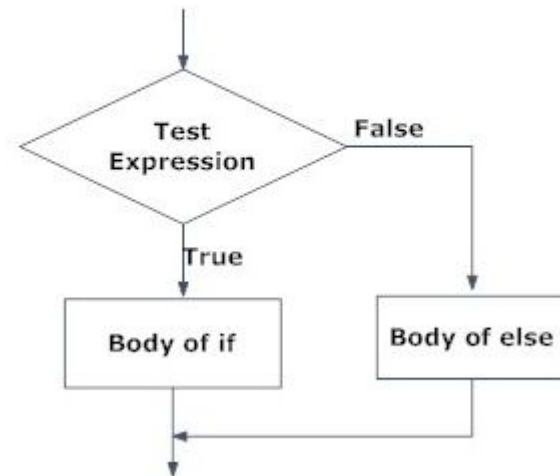 Test
Expression
False
True
Body of if
Body of else